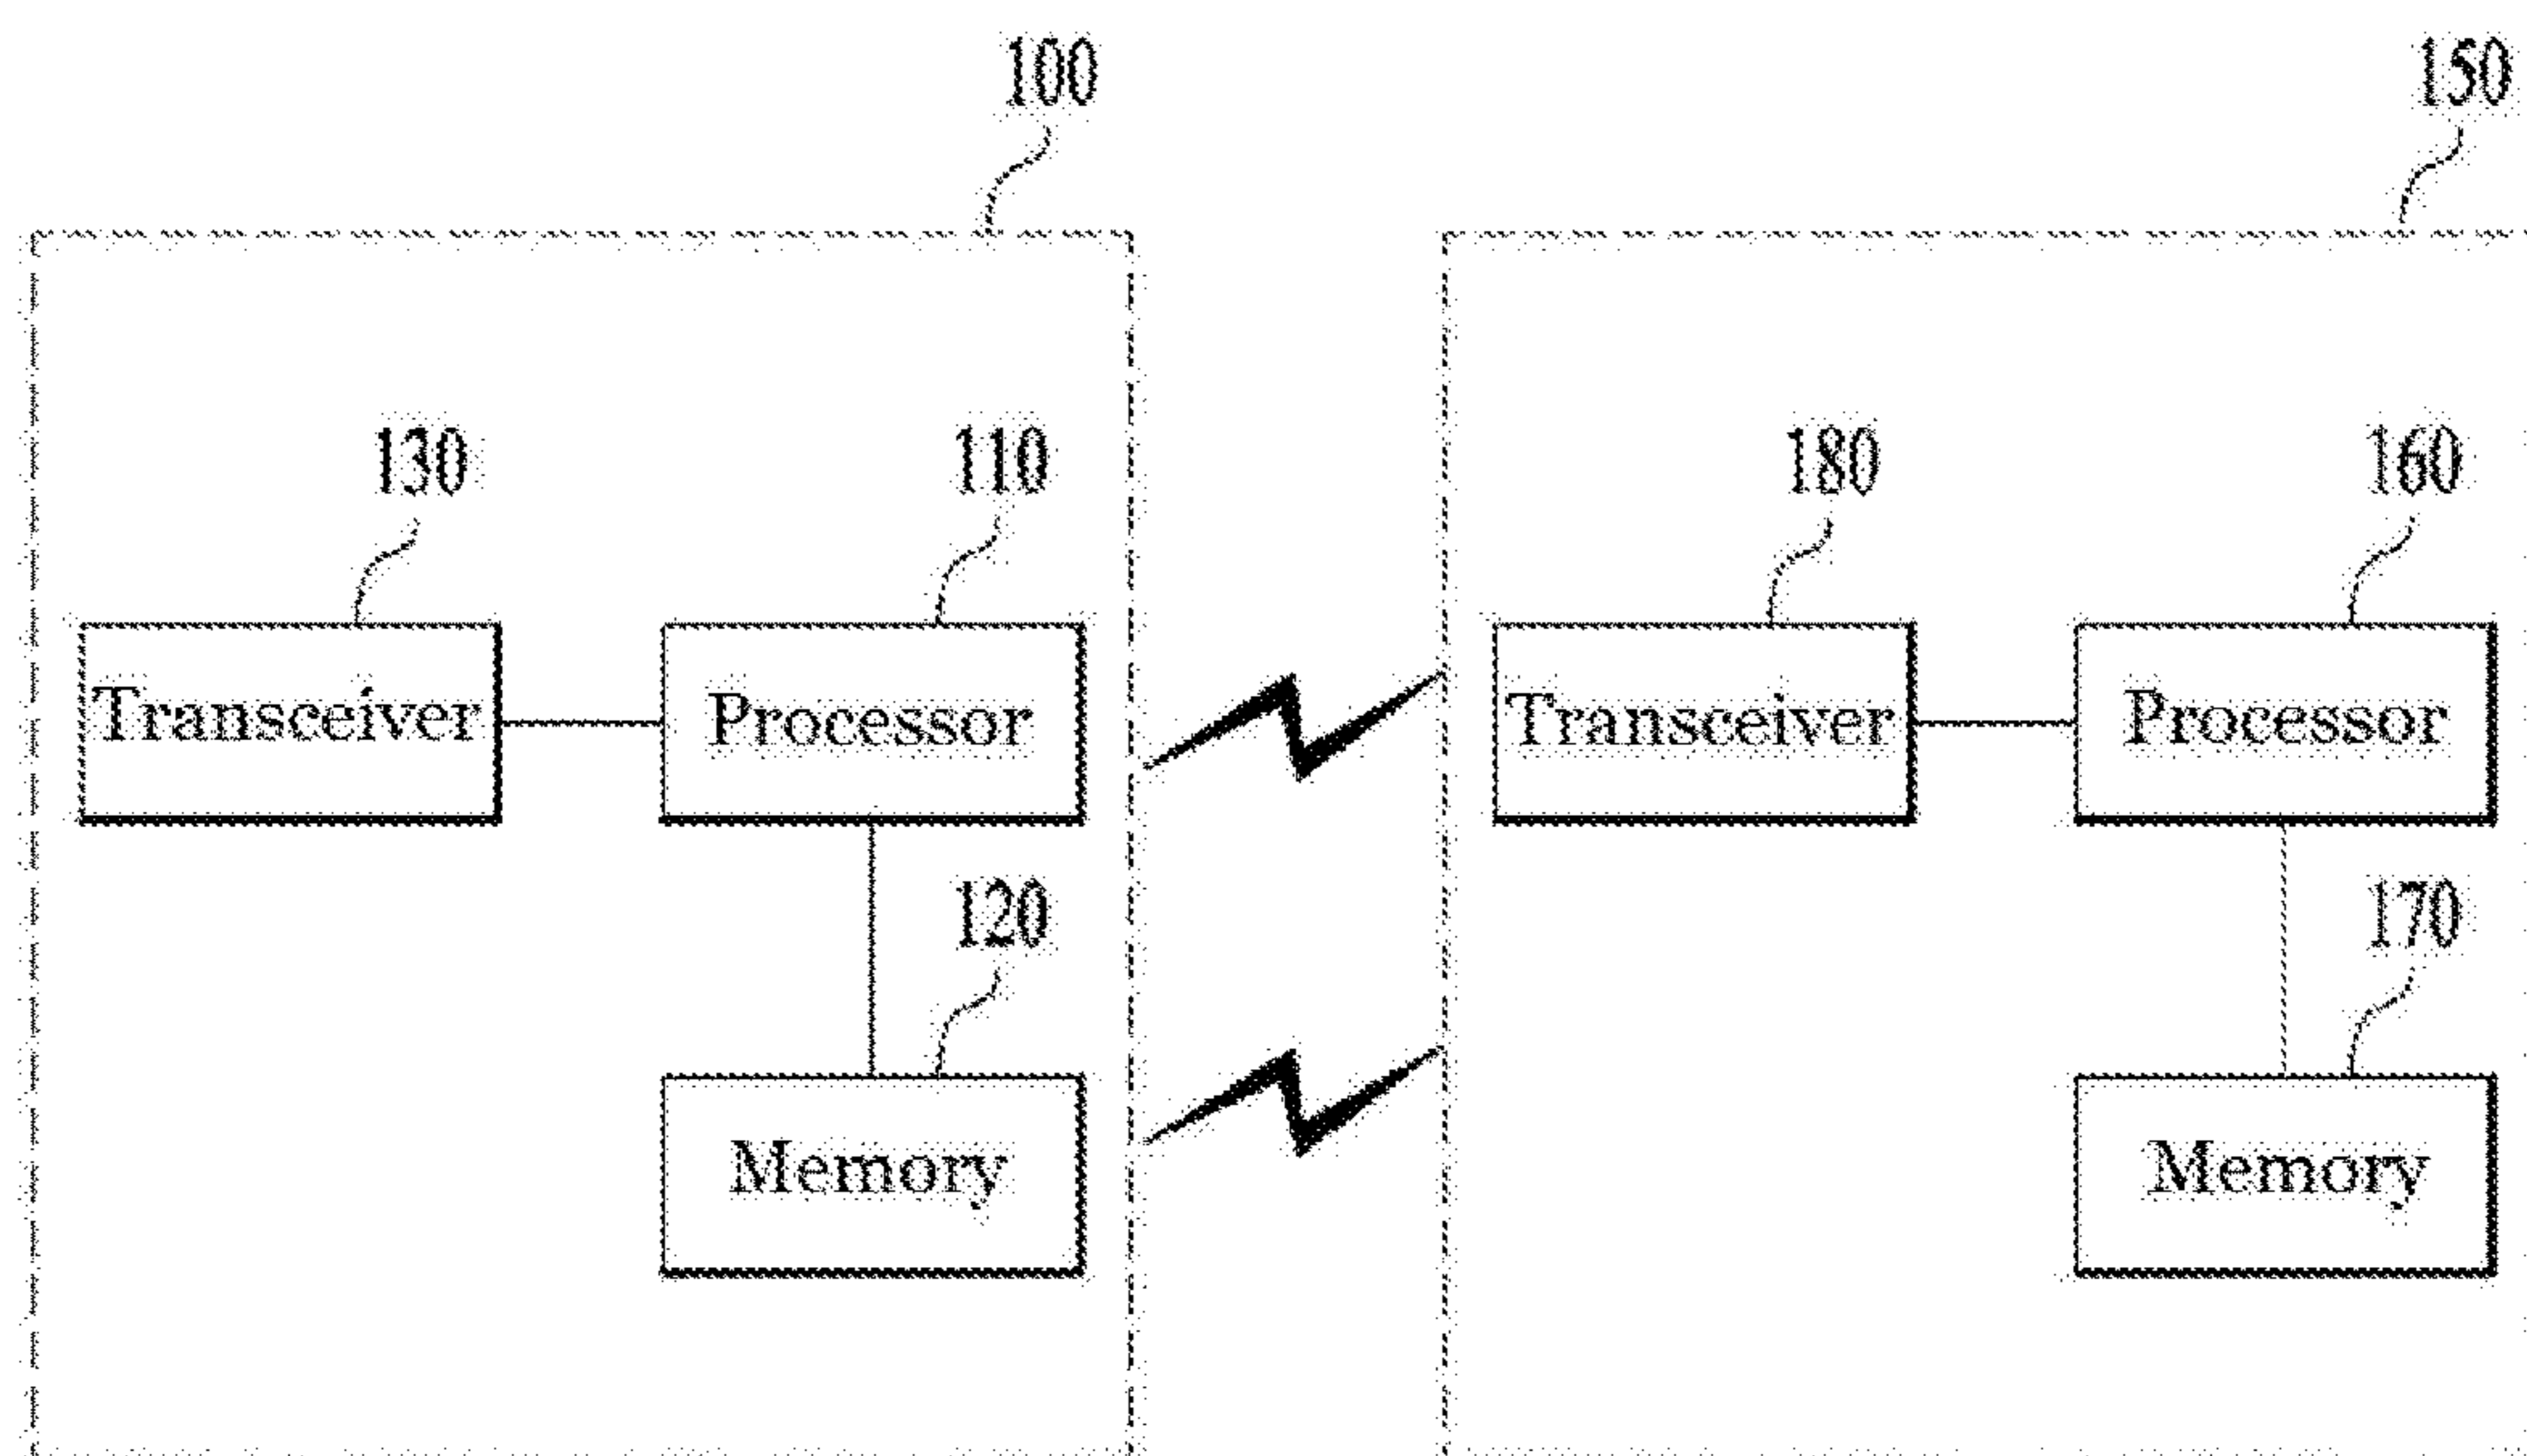 100 150
130 110 180 160
Transceiver Processor Transceiver Processor
120 170
Memory Memory